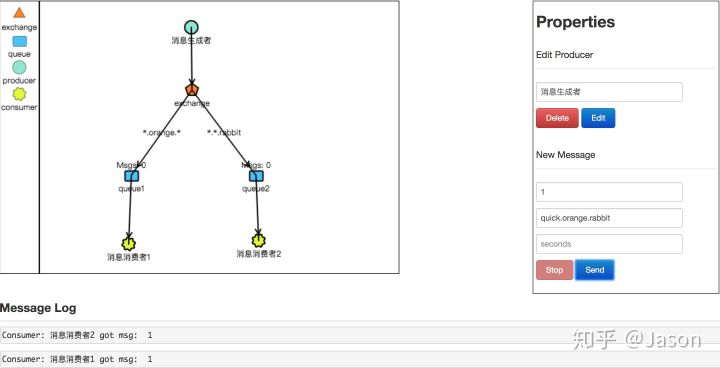 exchange
queue
producer
consumer
消息生成者
exchange
*.orange.*
*.*.rabbit
Msgs: 0
Msgs: 0
queue1
queue2
消息消费者1
消息消费者2
Properties
Edit Producer
消息生成者
Delete
Edit
New Message
1
quick.orange.rabbit
seconds
Stop
Send
Message Log
Consumer: 消息消费者2 got msg: 1
Consumer: 消息消费者1 got msg: 1
知乎 @Jason